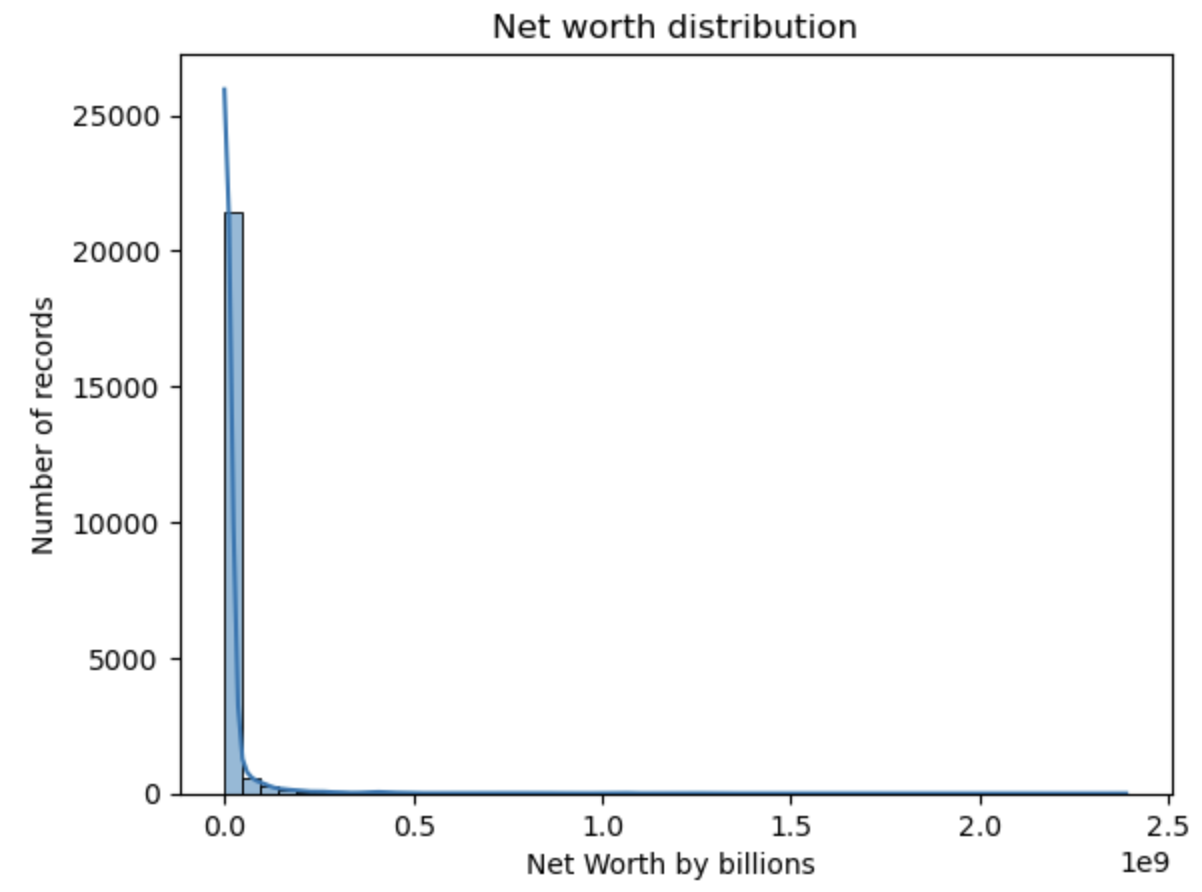 Net worth distribution
Number of records
25000
20000
15000
10000
5000
0
0.0 0.5 1.0 1.5 2.0 2.5
1e9
Net Worth by billions